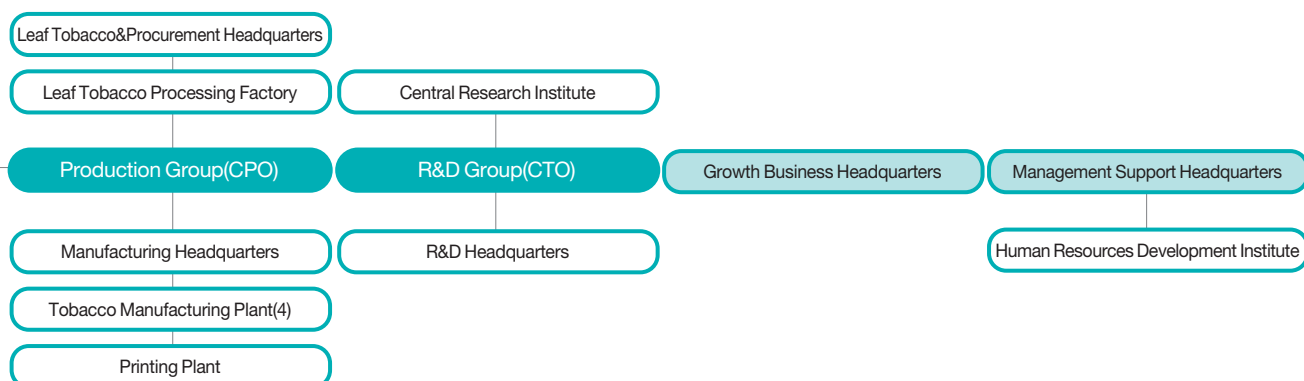 Leaf Tobacco&Procurement Headquarters
Leaf Tobacco Processing Factory
Central Research Institute
Production Group(CPO)
R&D Group(CTO)
Growth Business Headquarters
Management Support Headquarters
Manufacturing Headquarters
R&D Headquarters
Human Resources Development Institute
Tobacco Manufacturing Plant(4)
Printing Plant